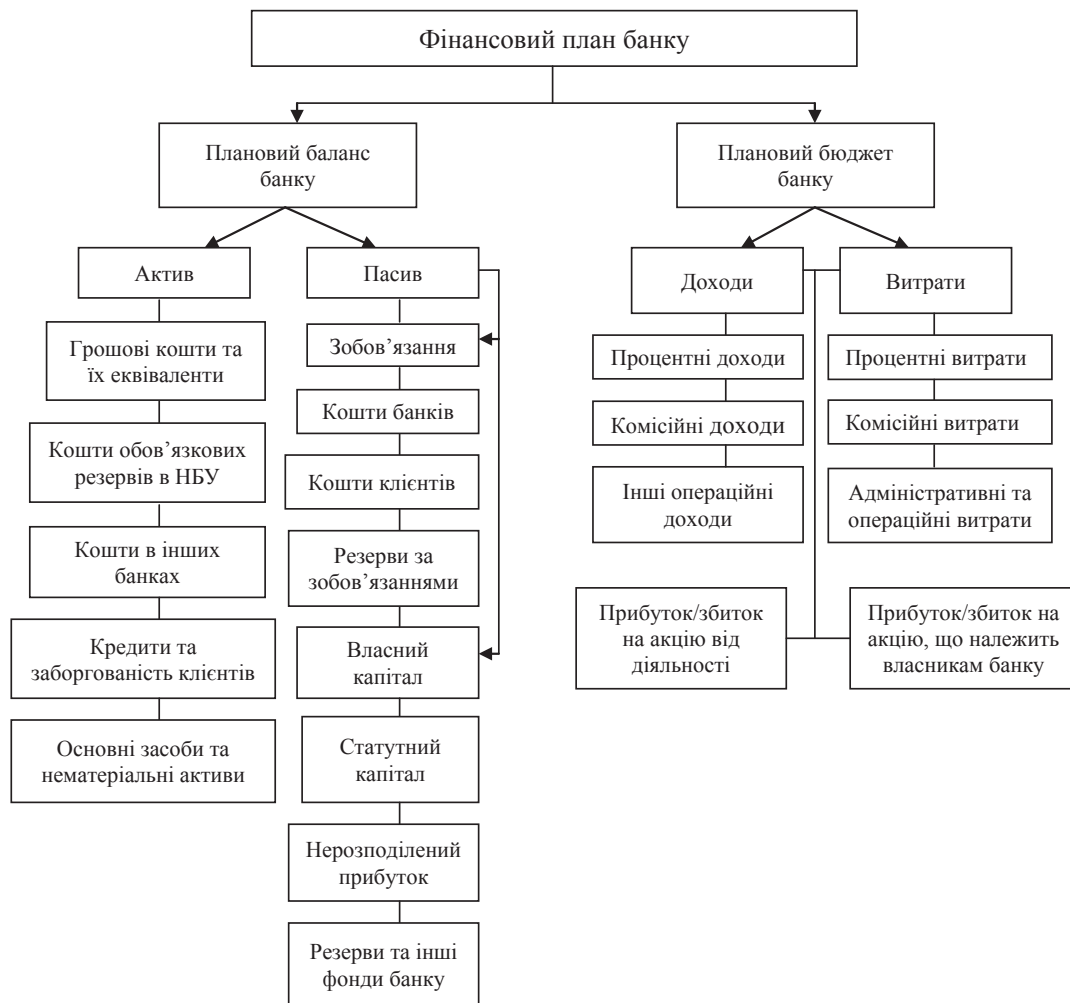 Фінансовий план банку
Плановий баланс
банку
Плановий бюджет
банку
Актив
Грошові кошти та
їх еквіваленти
Кошти обов’язкових
резервів в НБУ
Кошти в інших
банках
Кредити та
заборгованість клієнтів
Основні засоби та
нематеріальні активи
Пасив
Зобов’язання
Кошти банків
Кошти клієнтів
Резерви за
зобов’язаннями
Власний
капітал
Статутний
капітал
Нерозподілений
прибуток
Резерви та інші
фонди банку
Доходи
Процентні доходи
Комісійні доходи
Інші операційні
доходи
Витрати
Процентні витрати
Комісійні витрати
Адміністративні та
операційні витрати
Прибуток/збиток
на акцію від
діяльності
Прибуток/збиток на
акцію, що належить
власникам банку